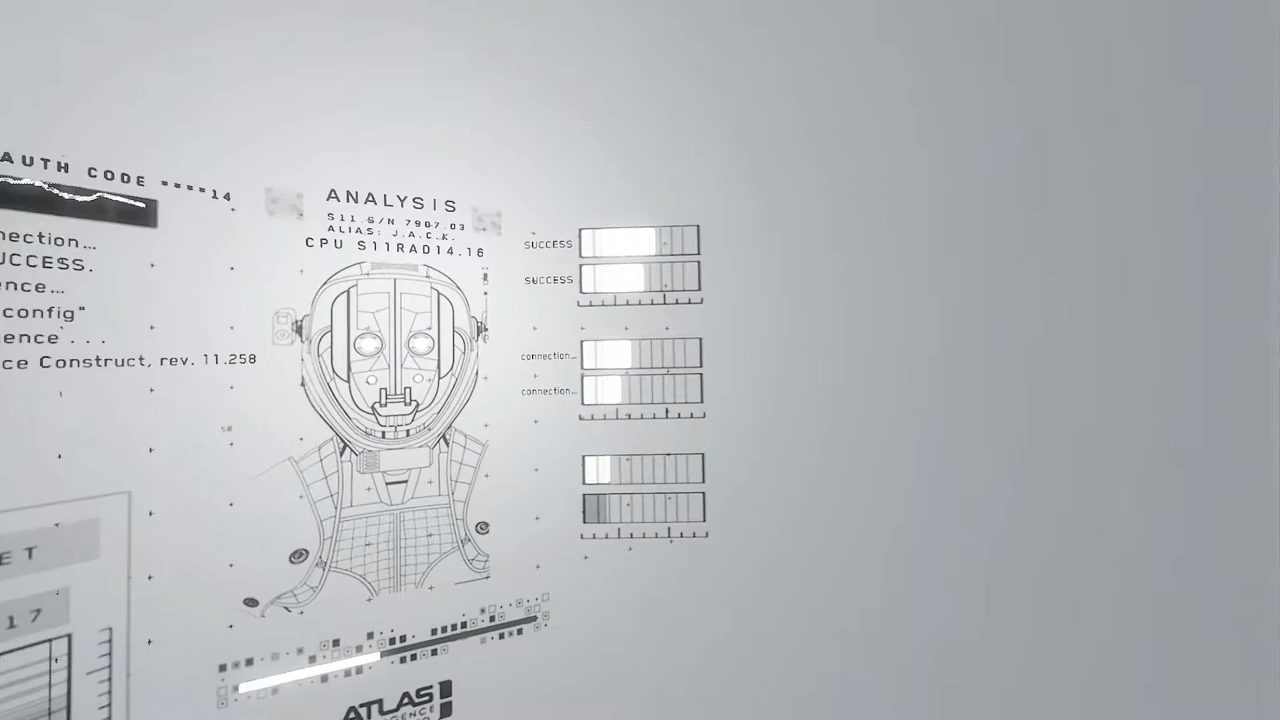 AUTH CODE ====14
nection...
UCCESS.
ence...
config"
ence . . .
ce Construct, rev. 11.258
ET
17
ANALYSIS
S11.S/N 7907.03
ALIAS: J.A.C.K.
CPU S11RAD14.16
SUCCESS
SUCCESS
connection...
connection...
ATLAS